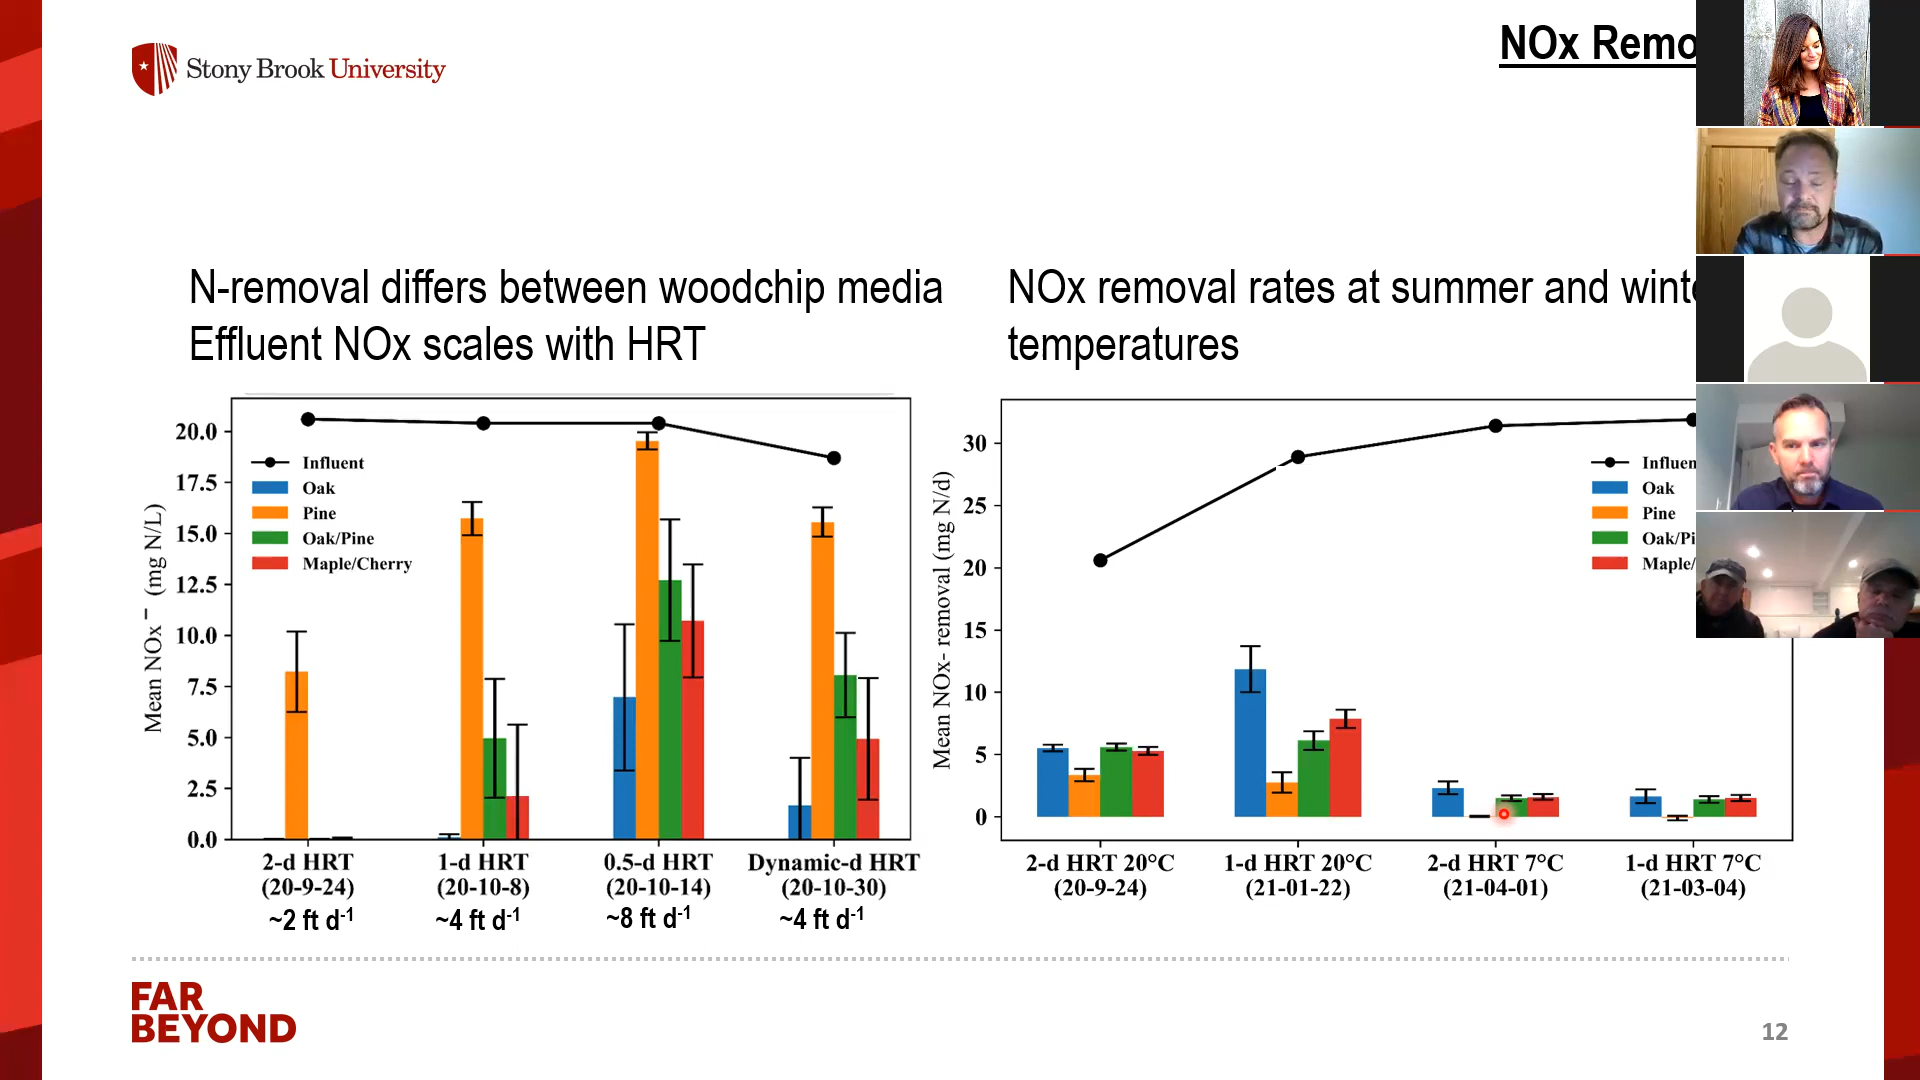 Stony Brook University
NOx Remo
N-removal differs between woodchip media
Effluent NOx scales with HRT
NOx removal rates at summer and winte
temperatures
Mean NOx⁻ (mg N/L)
20.0
17.5
15.0
12.5
10.0
7.5
5.0
2.5
0.0
Influent
Oak
Pine
Oak/Pine
Maple/Cherry
2-d HRT
(20-9-24)
~2 ft d-1
1-d HRT
(20-10-8)
~4 ft d-1
0.5-d HRT
(20-10-14)
~8 ft d-1
Dynamic-d HRT
(20-10-30)
~4 ft d-1
Mean NOx- removal (mg N/d)
30
25
20
15
10
5
0
Influen
Oak
Pine
Oak/Pi
Maple/
2-d HRT 20°C
(20-9-24)
1-d HRT 20°C
(21-01-22)
2-d HRT 7°C
(21-04-01)
1-d HRT 7°C
(21-03-04)
FAR
BEYOND
12